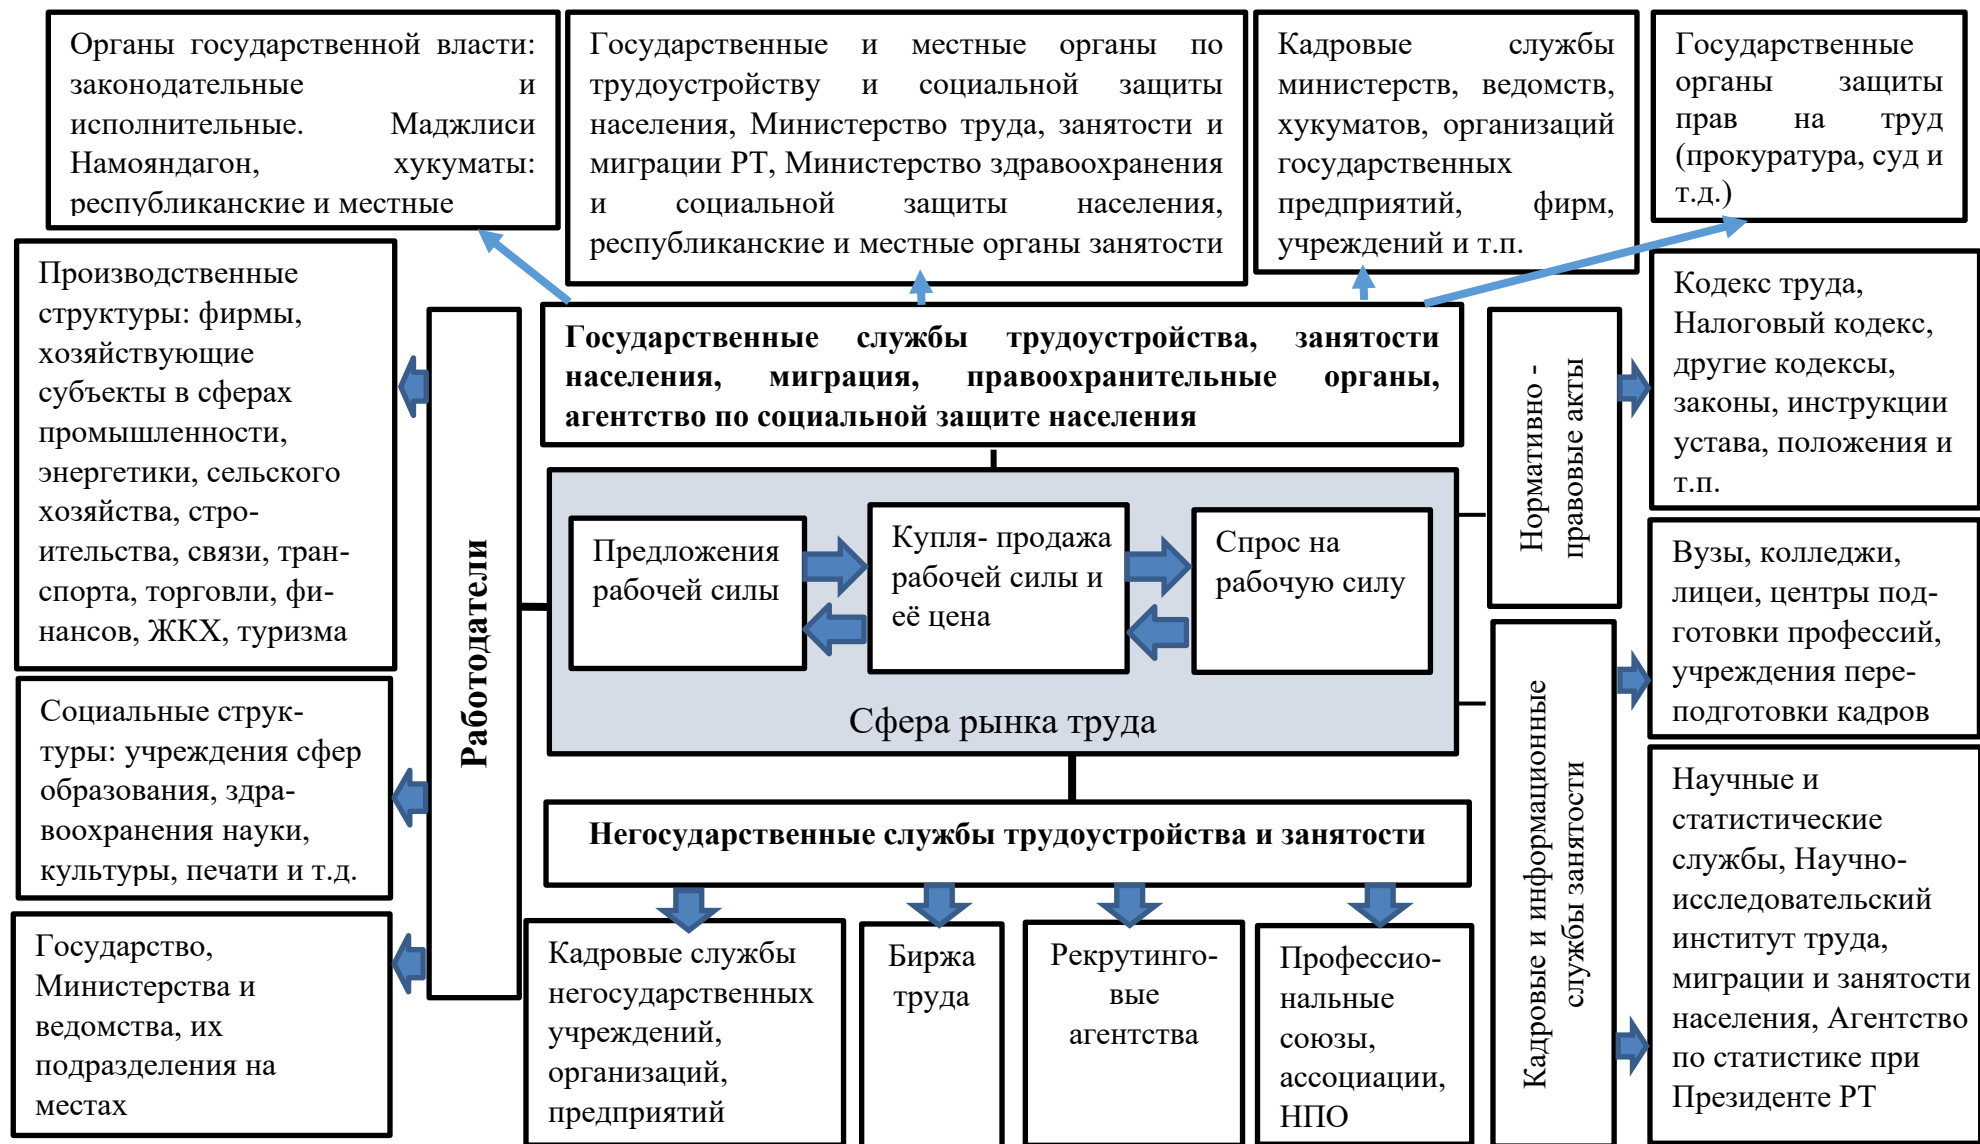 Органы государственной власти:
законодательные и
исполнительные. Маджлиси
Намояндагон, хукуматы:
республиканские и местные
Государственные и местные органы по
трудоустройству и социальной защиты
населения, Министерство труда, занятости и
миграции РТ, Министерство здравоохранения
и социальной защиты населения,
республиканские и местные органы занятости
Кадровые службы
министерств, ведомств,
хукуматов, организаций
государственных
предприятий, фирм,
учреждений и т.п.
Государственные
органы защиты
прав на труд
(прокуратура, суд и
т.д.)
Производственные
структуры: фирмы,
хозяйствующие
субъекты в сферах
промышленности,
энергетики, сельского
хозяйства, стро-
ительства, связи, тран-
спорта, торговли, фи-
нансов, ЖКХ, туризма
Социальные струк-
туры: учреждения сфер
образования, здра-
воохранения науки,
культуры, печати и т.д.
Государство,
Министерства и
ведомства, их
подразделения на
местах
Работодатели
Государственные службы трудоустройства, занятости
населения, миграция, правоохранительные органы,
агентство по социальной защите населения
Предложения
рабочей силы
Купля- продажа
рабочей силы и
её цена
Спрос на
рабочую силу
Сфера рынка труда
Негосударственные службы трудоустройства и занятости
Кадровые службы
негосударственных
учреждений,
организаций,
предприятий
Биржа
труда
Рекрутинго-
вые
агентства
Профессио-
нальные
союзы,
ассоциации,
НПО
Нормативно -
правовые акты
Кадровые и информационные
службы занятости
Кодекс труда,
Налоговый кодекс,
другие кодексы,
законы, инструкции
устава, положения и
т.п.
Вузы, колледжи,
лицеи, центры под-
готовки профессий,
учреждения пере-
подготовки кадров
Научные и
статистические
службы, Научно-
исследовательский
институт труда,
миграции и занятости
населения, Агентство
по статистике при
Президенте РТ